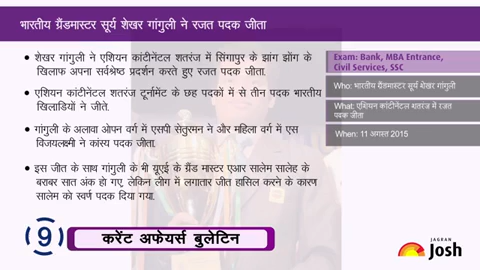 भारतीय ग्रैंडमास्टर सूर्य शेखर गांगुली ने रजत पदक जीता
● शेखर गांगुली ने एशियन कांटीनेंटल शतरंज में सिंगापुर के झांग झोंग के
खिलाफ अपना सर्वश्रेष्ठ प्रदर्शन करते हुए रजत पदक जीता.
● एशियन कांटीनेंटल शतरंज टूर्नामेंट के छह पदकों में से तीन पदक भारतीय
खिलाडियों ने जीते.
● गांगुली के अलावा ओपन वर्ग में एसपी सेतुरमन ने और महिला वर्ग में एस
विजयलक्ष्मी ने कांस्य पदक जीता.
● इस जीत के साथ गांगुली के भी यूएई के ग्रैंड मास्टर एआर सालेम सालेह के
बराबर सात अंक हो गए, लेकिन लीग में लगातार जीत हासिल करने के कारण
सालेम को स्वर्ण पदक दिया गया.
Exam: Bank, MBA Entrance,
Civil Services, SSC
Who: भारतीय ग्रैंडमास्टर सूर्य शेखर गांगुली
What: एशियन कांटीनेंटल शतरंज में रजत
पदक जीता
When: 11 अगस्त 2015
9 करेंट अफेयर्स बुलेटिन
JAGRAN
Josh